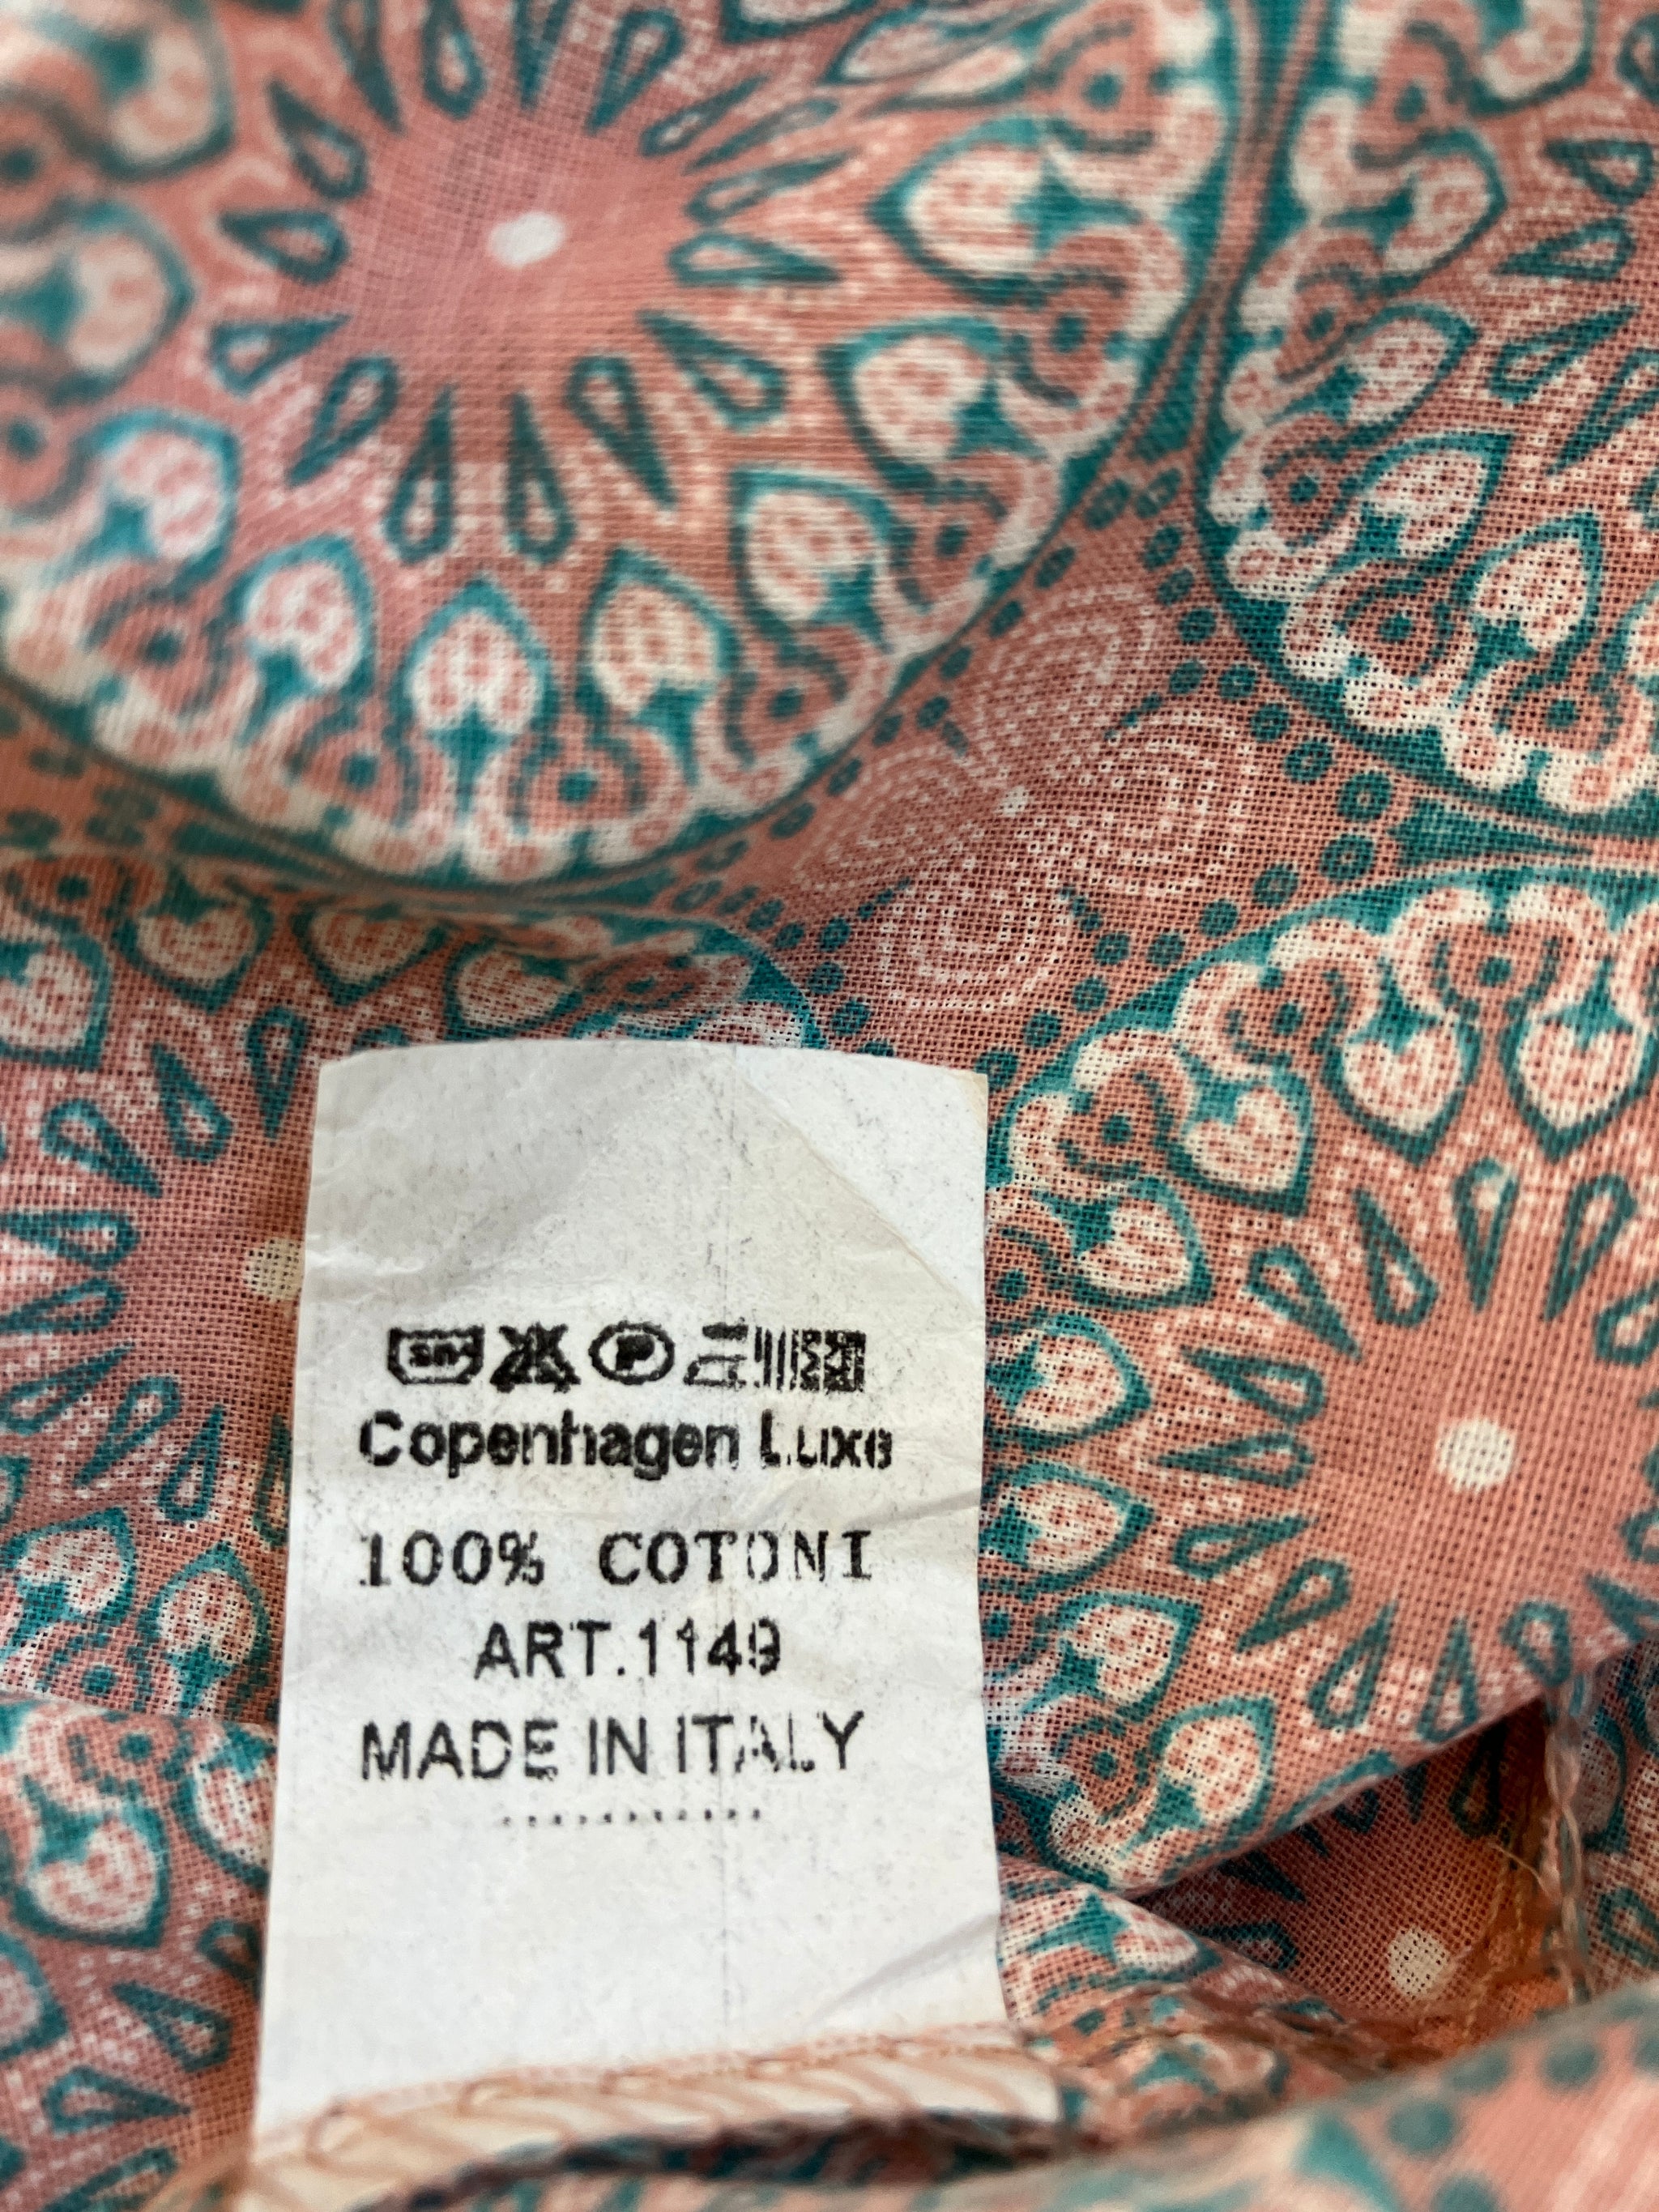 P
Copenhagen Luxe
100% COTONI
ART.1149
MADE IN ITALY